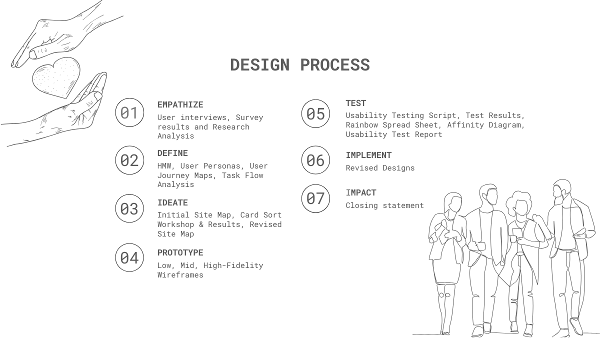 DESIGN PROCESS
01
EMPATHIZE
User interviews, Survey
results and Research
Analysis
02
DEFINE
HMW, User Personas, User
Journey Maps, Task Flow
Analysis
03
IDEATE
Initial Site Map, Card Sort
Workshop & Results, Revised
Site Map
04
PROTOTYPE
Low, Mid, High-Fidelity
Wireframes
05
TEST
Usability Testing Script, Test Results,
Rainbow Spread Sheet, Affinity Diagram,
Usability Test Report
06
IMPLEMENT
Revised Designs
07
IMPACT
Closing statement